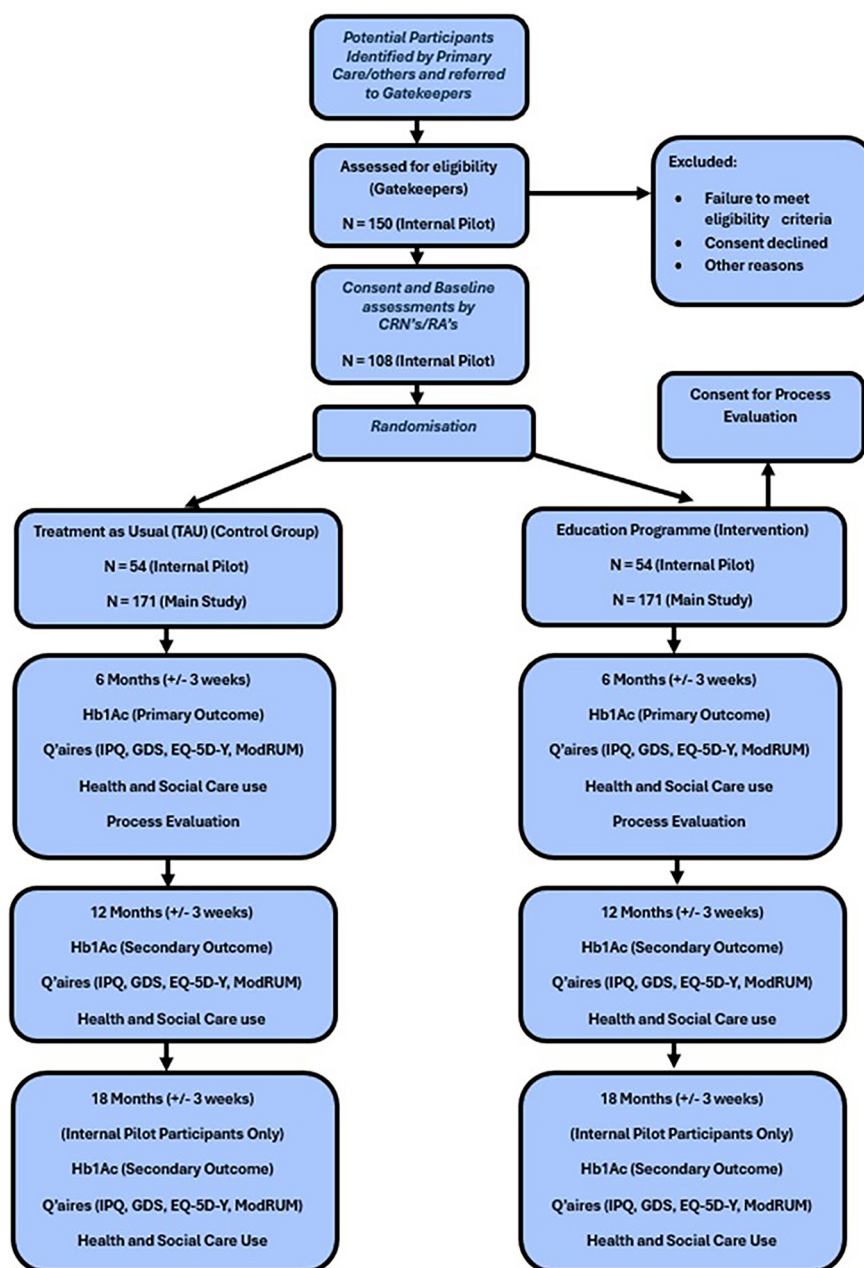 Potential Participants
Identified by Primary
Care/others and referred
to Gatekeepers
Assessed for eligibility
(Gatekeepers)
N = 150 (Internal Pilot)
Excluded:
• Failure to meet
eligibility criteria
• Consent declined
• Other reasons
Consent and Baseline
assessments by
CRN's/RA's
N = 108 (Internal Pilot)
Randomisation
Consent for Process
Evaluation
Treatment as Usual (TAU) (Control Group)
N = 54 (Internal Pilot)
N = 171 (Main Study)
Education Programme (Intervention)
N = 54 (Internal Pilot)
N = 171 (Main Study)
6 Months (+/- 3 weeks)
Hb1Ac (Primary Outcome)
Q'aires (IPQ, GDS, EQ-5D-Y, ModRUM)
Health and Social Care use
Process Evaluation
6 Months (+/- 3 weeks)
Hb1Ac (Primary Outcome)
Q'aires (IPQ, GDS, EQ-5D-Y, ModRUM)
Health and Social Care use
Process Evaluation
12 Months (+/- 3 weeks)
Hb1Ac (Secondary Outcome)
Q'aires (IPQ, GDS, EQ-5D-Y, ModRUM)
Health and Social Care use
12 Months (+/- 3 weeks)
Hb1Ac (Secondary Outcome)
Q'aires (IPQ, GDS, EQ-5D-Y, ModRUM)
Health and Social Care use
18 Months (+/- 3 weeks)
(Internal Pilot Participants Only)
Hb1Ac (Secondary Outcome)
Q'aires (IPQ, GDS, EQ-5D-Y, ModRUM)
Health and Social Care Use
18 Months (+/- 3 weeks)
(Internal Pilot Participants Only)
Hb1Ac (Secondary Outcome)
Q'aires (IPQ, GDS, EQ-5D-Y, ModRUM)
Health and Social Care Use